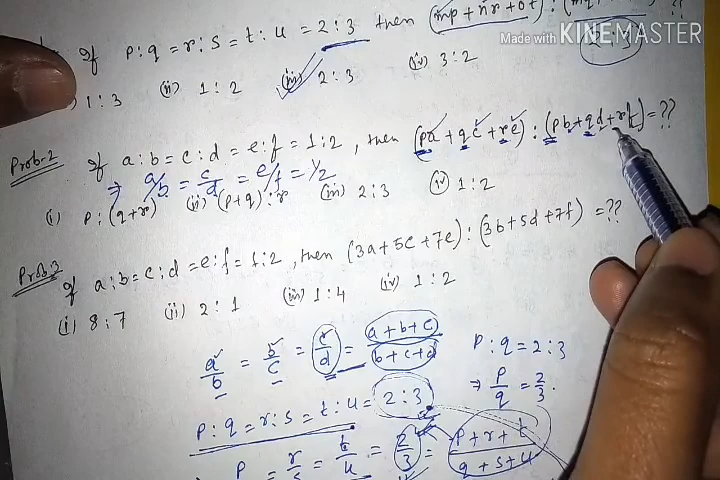 If p:q = r:s = t:u = 2:3 then (mp+nr+ot) : (mq
Made with KINEMASTER
1:3 (ii) 1:2 (iii) 2:3 (iv) 3:2
2:3
Prob-2 If a:b = c:d = e:f = 1:2, then (pa + qc + re) : (pb + qd + rf) = ??
⇒ a/b = c/d = e/f = 1/2
(i) p:(q+r) (ii) (p+q):r (iii) 2:3 (iv) 1:2
Prob.3 If a:b = c:d = e:f = 1:2, then (3a+5c+7e) : (3b+5d+7f) = ??
(i) 8:7 (ii) 2:1 (iii) 1:4 (iv) 1:2
a/b = b/c = c/d = (a+b+c)/(b+c+d)
p:q = 2:3
⇒ p/q = 2/3.
p:q = r:s = t:u = 2:3
p = r/s = t/u = 2/3 = p+r+t/q+s+u